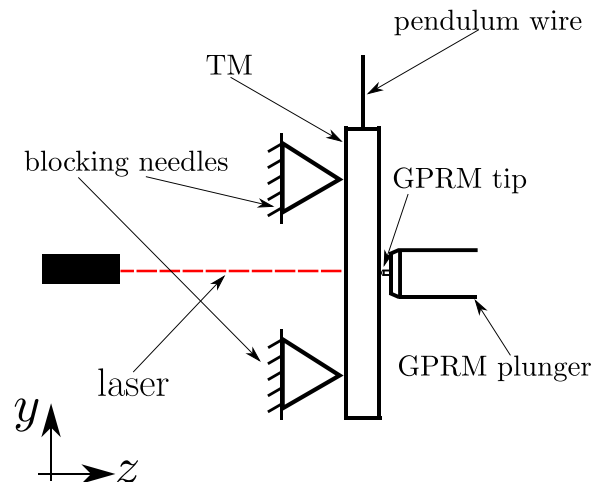 pendulum wire
TM
blocking needles
GPRM tip
laser
GPRM plunger
y
z